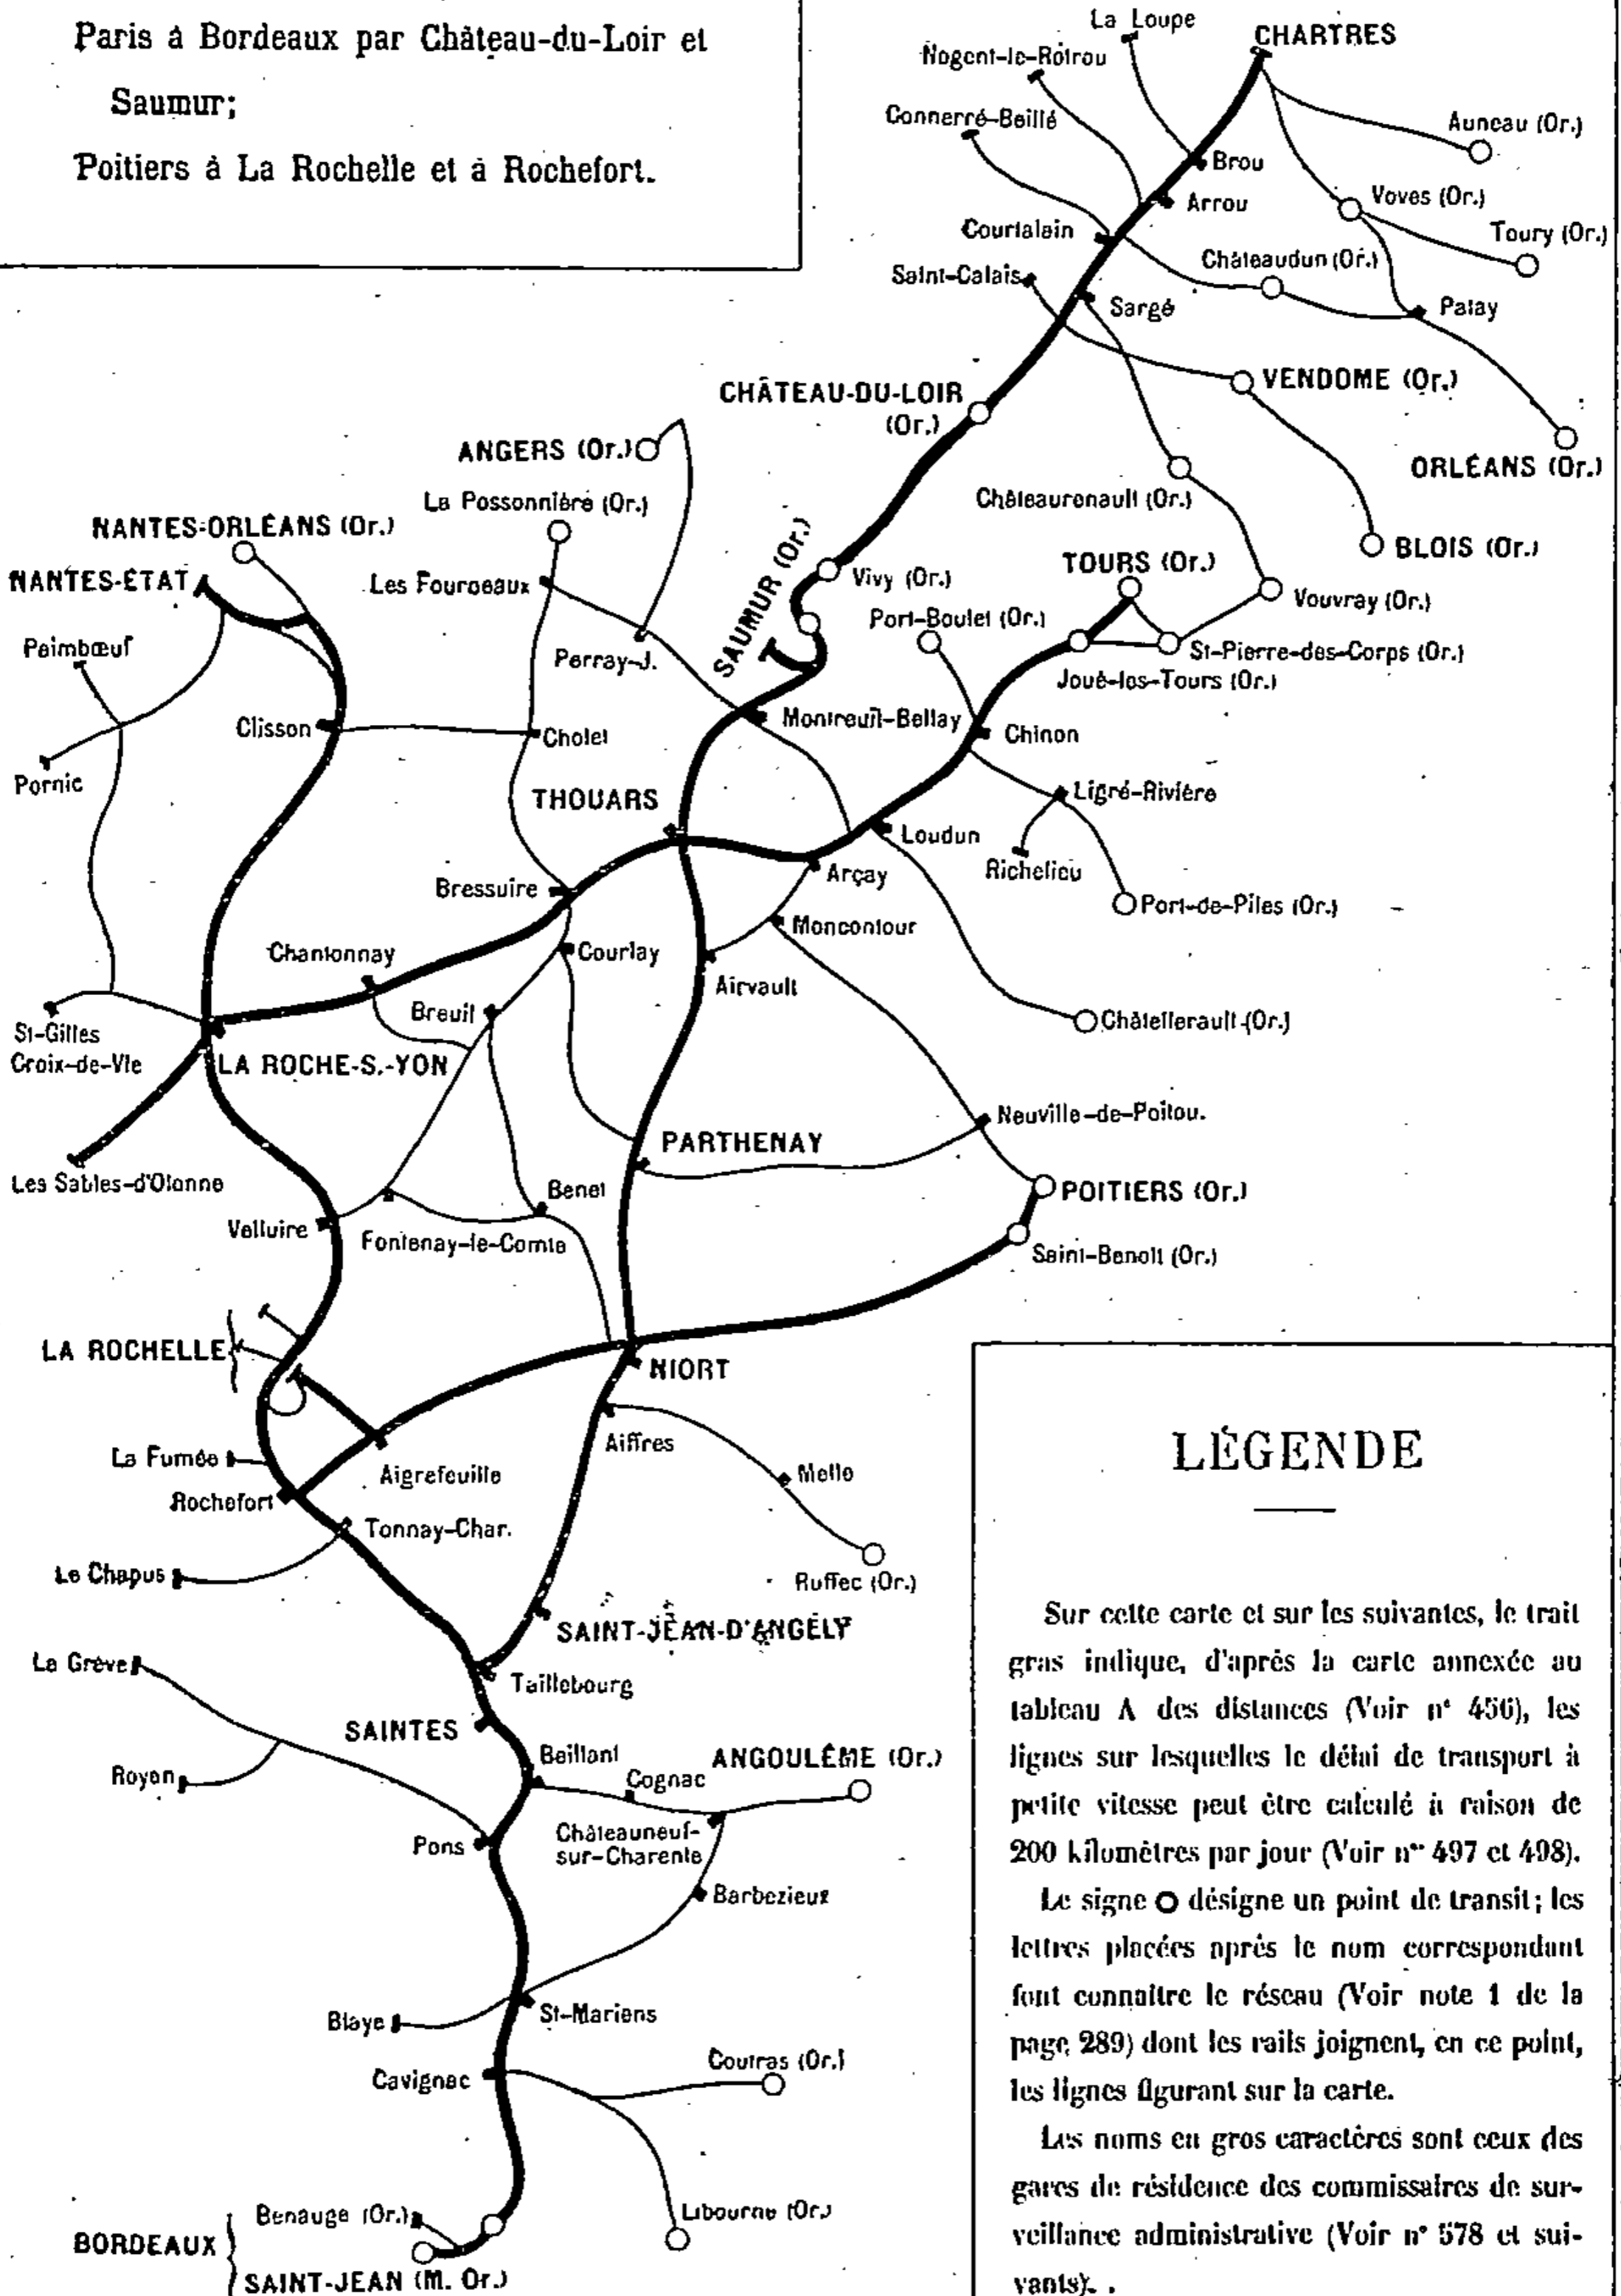 Paris à Bordeaux par Château-du-Loir et
Saumur;
Poitiers à La Rochelle et à Rochefort.
La Loupe
CHARTRES
Nogent-le-Rotrou
Connerré-Beillé
Auneau (Or.)
Brou
Arrou
Voves (Or.)
Courtalain
Toury (Or.)
Châteaudun (Or.)
Saint-Calais
Sargé
Patay
CHÂTEAU-DU-LOIR
(Or.)
VENDOME (Or.)
ANGERS (Or.)
ORLÉANS (Or.)
La Possonnière (Or.)
Châteaurenault (Or.)
NANTES-ORLÉANS (Or.)
BLOIS (Or.)
NANTES-ÉTAT
Les Fourneaux
SAUMUR (Or.)
Vivy (Or.)
TOURS (Or.)
Vouvray (Or.)
Port-Boulet (Or.)
Paimbœuf
Perray-J.
St-Pierre-des-Corps (Or.)
Joué-les-Tours (Or.)
Clisson
Cholet
Montreuil-Bellay
Chinon
Pornic
THOUARS
Ligré-Rivière
Loudun
Richelieu
Arçay
Bressuire
Port-de-Piles (Or.)
Moncontour
Chantonnay
Courlay
Airvault
Breuil
Châtellerault (Or.)
St-Gilles
Croix-de-Vie
LA ROCHE-S.-YON
Neuville-de-Poitou.
PARTHENAY
Les Sables-d'Olonne
Benet
POITIERS (Or.)
Velluire
Fontenay-le-Comte
Saint-Benoît (Or.)
LA ROCHELLE
NIORT
Aiffres
La Fumée
Aigrefeuille
Melle
Rochefort
Tonnay-Char.
Le Chapus
Ruffec (Or.)
SAINT-JEAN-D'ANGÉLY
La Grève
Taillebourg
SAINTES
Beillant
ANGOULÊME (Or.)
Royan
Cognac
Pons
Châteauneuf-
sur-Charente
Barbezieux
Blaye
St-Mariens
Cavignac
Coutras (Or.)
Benauge (Or.)
Libourne (Or.)
BORDEAUX
SAINT-JEAN (M. Or.)
LÉGENDE
Sur cette carte et sur les suivantes, le trait
gras indique, d'après la carte annexée au
tableau A des distances (Voir n° 456), les
lignes sur lesquelles le délai de transport à
petite vitesse peut être calculé à raison de
200 kilomètres par jour (Voir nos 497 et 498).
Le signe O désigne un point de transit; les
lettres placées après le nom correspondant
font connaître le réseau (Voir note 1 de la
page 289) dont les rails joignent, en ce point,
les lignes figurant sur la carte.
Les noms en gros caractères sont ceux des
gares de résidence des commissaires de sur-
veillance administrative (Voir n° 578 et sui-
vants).